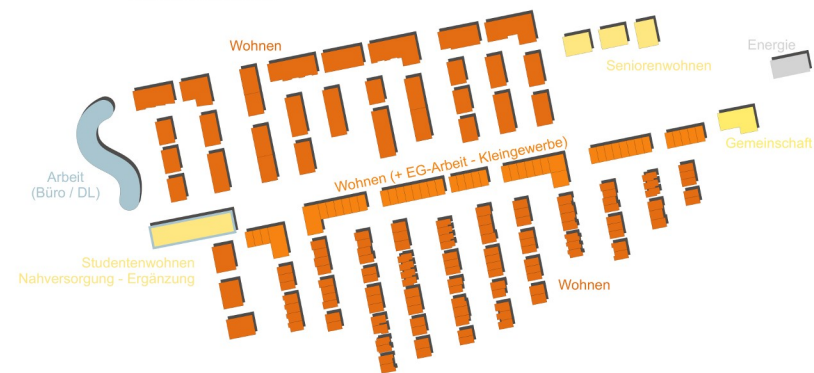 Wohnen
Energie
Seniorenwohnen
Gemeinschaft
Wohnen (+ EG-Arbeit - Kleingewerbe)
Arbeit
(Büro / DL)
Studentenwohnen
Nahversorgung - Ergänzung
Wohnen